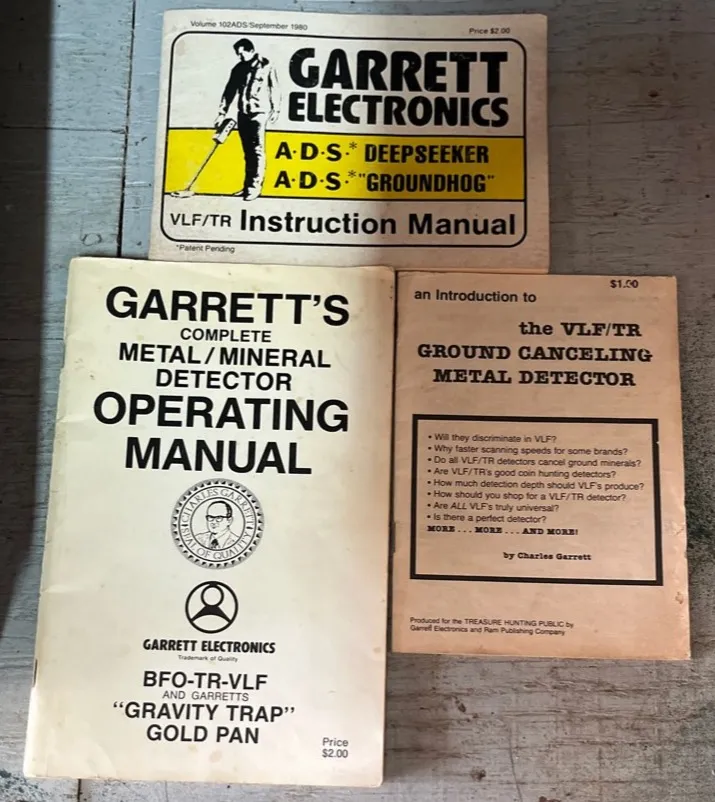 Volume 102ADS/September 1980
Price $2.00
GARRETT
ELECTRONICS
A·D·S·* DEEPSEEKER
A·D·S·* "GROUNDHOG"
VLF/TR Instruction Manual
*Patent Pending
GARRETT'S
COMPLETE
METAL/MINERAL
DETECTOR
OPERATING
MANUAL
CHARLES GARRETT
SEAL OF QUALITY
GARRETT ELECTRONICS
Trademark of Quality
BFO-TR-VLF
AND GARRETTS
"GRAVITY TRAP"
GOLD PAN
Price
$2.00
$1.00
an Introduction to
the VLF/TR
GROUND CANCELING
METAL DETECTOR
• Will they discriminate in VLF?
• Why faster scanning speeds for some brands?
• Do all VLF/TR detectors cancel ground minerals?
• Are VLF/TR's good coin hunting detectors?
• How much detection depth should VLF's produce?
• How should you shop for a VLF/TR detector?
• Are ALL VLF's truly universal?
• Is there a perfect detector?
MORE . . . MORE . . . AND MORE!
by Charles Garrett
Produced for the TREASURE HUNTING PUBLIC by
Garrett Electronics and Ram Publishing Company.